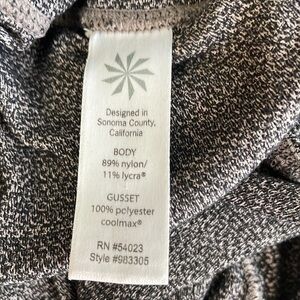 Designed in
Sonoma County,
California
BODY
89% nylon/
11% lycra®
GUSSET
100% polyester
coolmax®
RN #54023
Style #983305